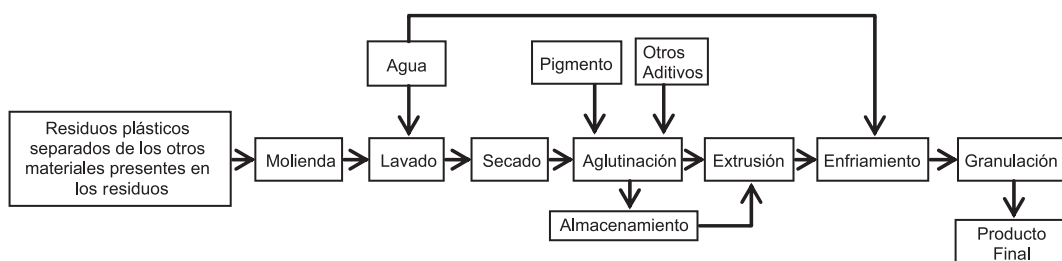 Agua
Pigmento
Otros
Aditivos
Residuos plásticos
separados de los otros
materiales presentes en
los residuos
Molienda
Lavado
Secado
Aglutinación
Extrusión
Enfriamiento
Granulación
Almacenamiento
Producto
Final